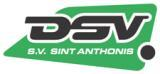 DSV
S.V. SINT ANTHONIS